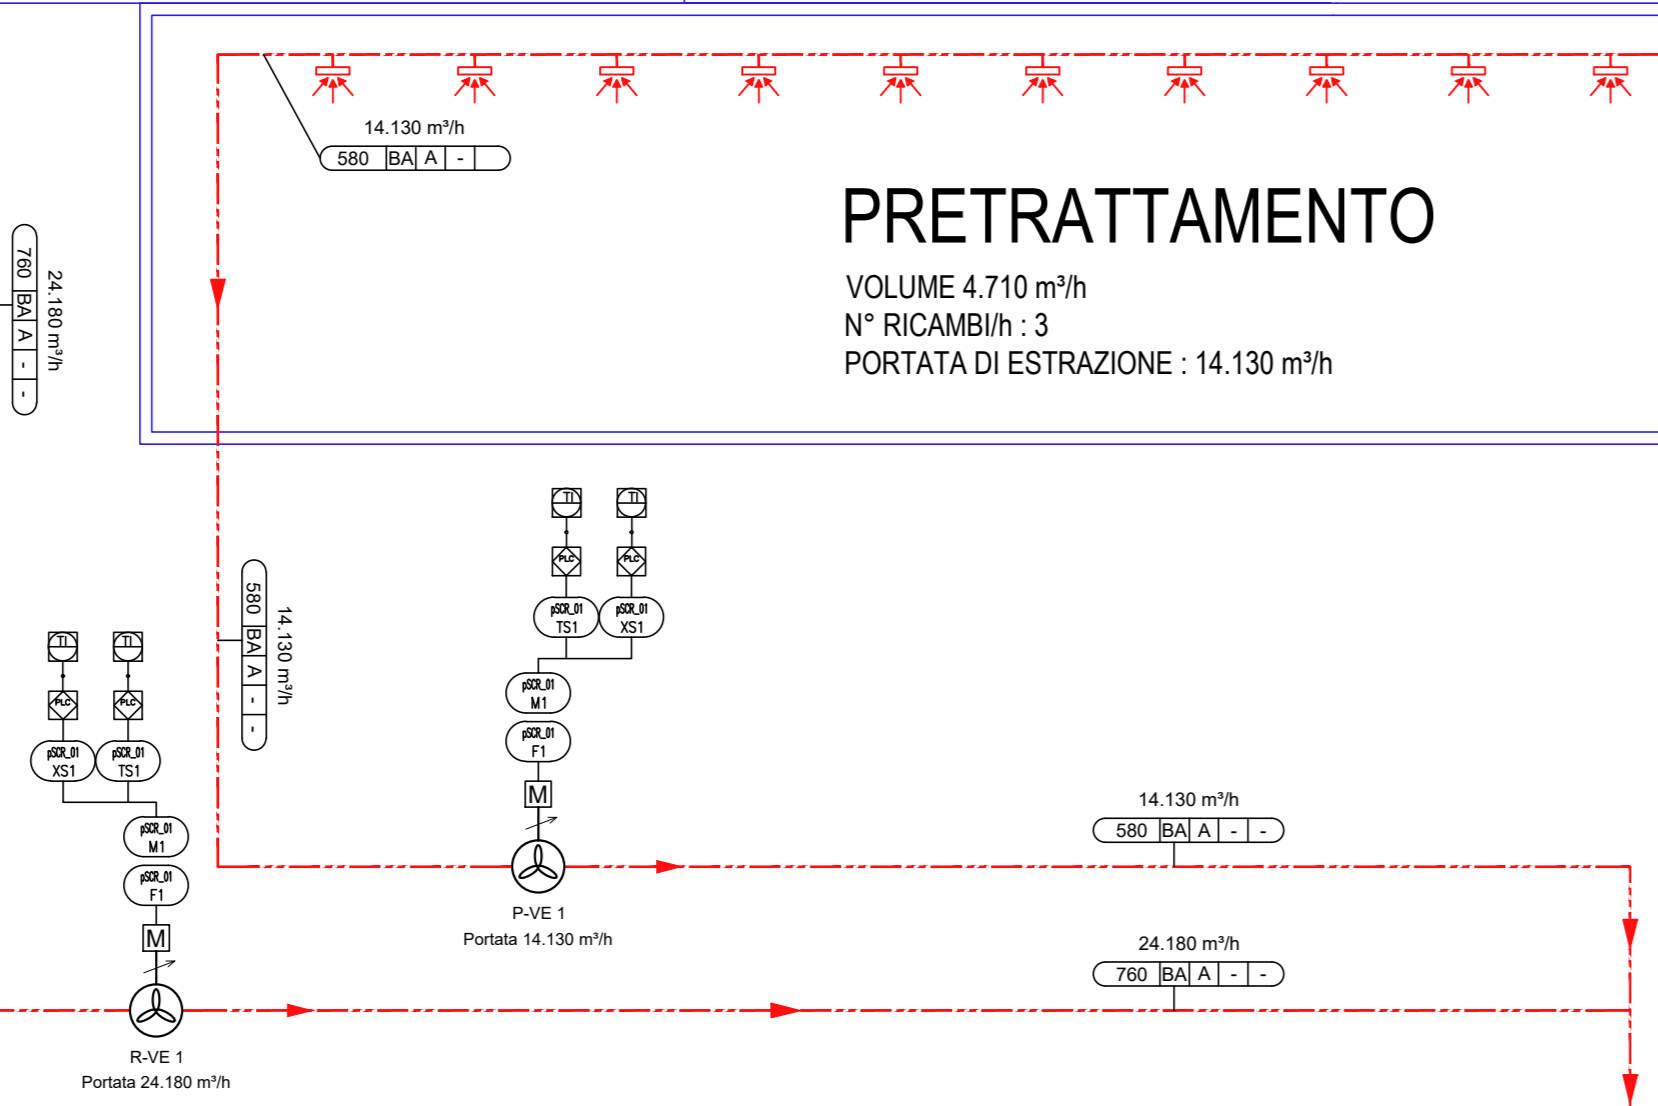 14.130 m³/h
580 BA A -
PRETRATTAMENTO
VOLUME 4.710 m³/h
N° RICAMBI/h : 3
PORTATA DI ESTRAZIONE : 14.130 m³/h
24.180 m³/h
760 BA A - -
14.130 m³/h
580 BA A - -
TI TI
PLC PLC
pSCR_01 pSCR_01
TS1 XS1
pSCR_01
M1
pSCR_01
F1
M
P-VE 1
Portata 14.130 m³/h
TI TI
PLC PLC
pSCR_01 pSCR_01
XS1 TS1
pSCR_01
M1
pSCR_01
F1
M
R-VE 1
Portata 24.180 m³/h
14.130 m³/h
580 BA A - -
24.180 m³/h
760 BA A - -